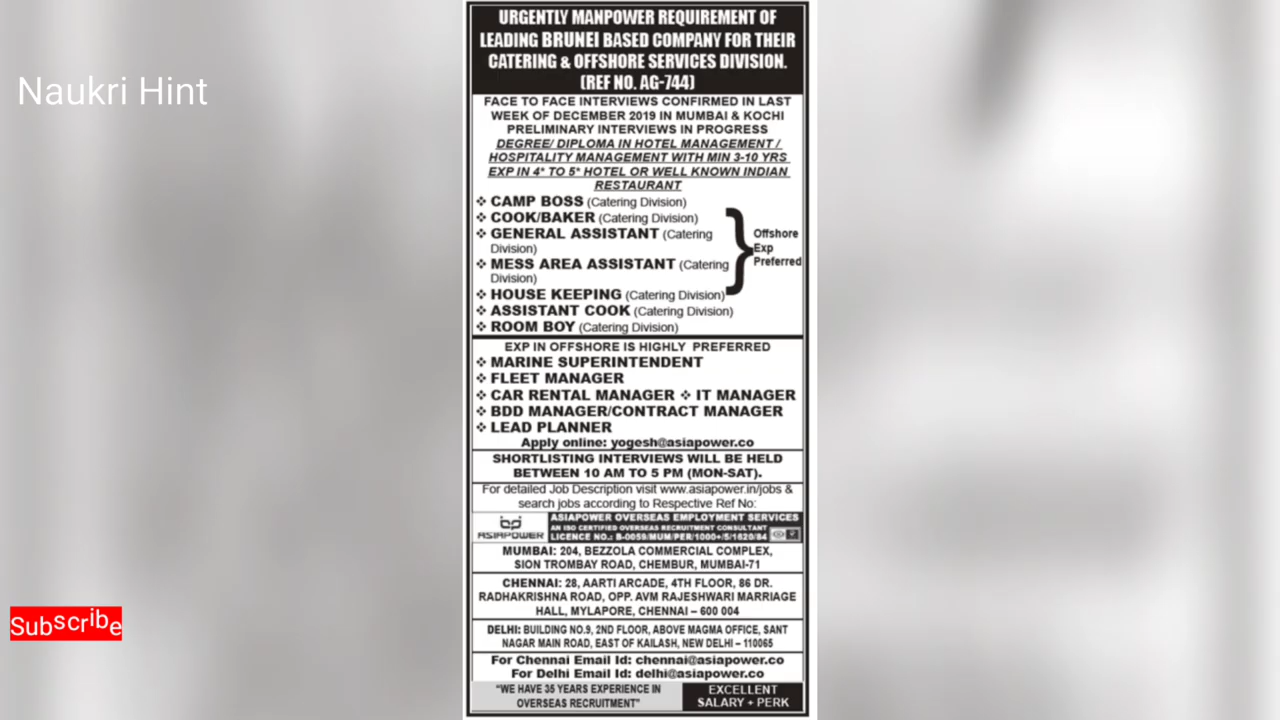 Naukri Hint
Subscribe
URGENTLY MANPOWER REQUIREMENT OF
LEADING BRUNEI BASED COMPANY FOR THEIR
CATERING & OFFSHORE SERVICES DIVISION.
(REF NO. AG-744)
FACE TO FACE INTERVIEWS CONFIRMED IN LAST
WEEK OF DECEMBER 2019 IN MUMBAI & KOCHI
PRELIMINARY INTERVIEWS IN PROGRESS
DEGREE/ DIPLOMA IN HOTEL MANAGEMENT /
HOSPITALITY MANAGEMENT WITH MIN 3-10 YRS
EXP IN 4* TO 5* HOTEL OR WELL KNOWN INDIAN
RESTAURANT
❖ CAMP BOSS (Catering Division)
❖ COOK/BAKER (Catering Division)
❖ GENERAL ASSISTANT (Catering
Division)
❖ MESS AREA ASSISTANT (Catering
Division)
❖ HOUSE KEEPING (Catering Division)
Offshore
Exp
Preferred
❖ ASSISTANT COOK (Catering Division)
❖ ROOM BOY (Catering Division)
EXP IN OFFSHORE IS HIGHLY PREFERRED
❖ MARINE SUPERINTENDENT
❖ FLEET MANAGER
❖ CAR RENTAL MANAGER ❖ IT MANAGER
❖ BDD MANAGER/CONTRACT MANAGER
❖ LEAD PLANNER
Apply online: yogesh@asiapower.co
SHORTLISTING INTERVIEWS WILL BE HELD
BETWEEN 10 AM TO 5 PM (MON-SAT).
For detailed Job Description visit www.asiapower.in/jobs &
search jobs according to Respective Ref No:
ASIAPOWER
ASIAPOWER OVERSEAS EMPLOYMENT SERVICES
AN ISO CERTIFIED OVERSEAS RECRUITMENT CONSULTANT
LICENCE NO.: B-0059/MUM/PER/1000+/5/1620/84
MUMBAI: 204, BEZZOLA COMMERCIAL COMPLEX,
SION TROMBAY ROAD, CHEMBUR, MUMBAI-71
CHENNAI: 28, AARTI ARCADE, 4TH FLOOR, 86 DR.
RADHAKRISHNA ROAD, OPP. AVM RAJESHWARI MARRIAGE
HALL, MYLAPORE, CHENNAI – 600 004
DELHI: BUILDING NO.9, 2ND FLOOR, ABOVE MAGMA OFFICE, SANT
NAGAR MAIN ROAD, EAST OF KAILASH, NEW DELHI – 110065
For Chennai Email Id: chennai@asiapower.co
For Delhi Email Id: delhi@asiapower.co
"WE HAVE 35 YEARS EXPERIENCE IN
OVERSEAS RECRUITMENT"
EXCELLENT
SALARY + PERK